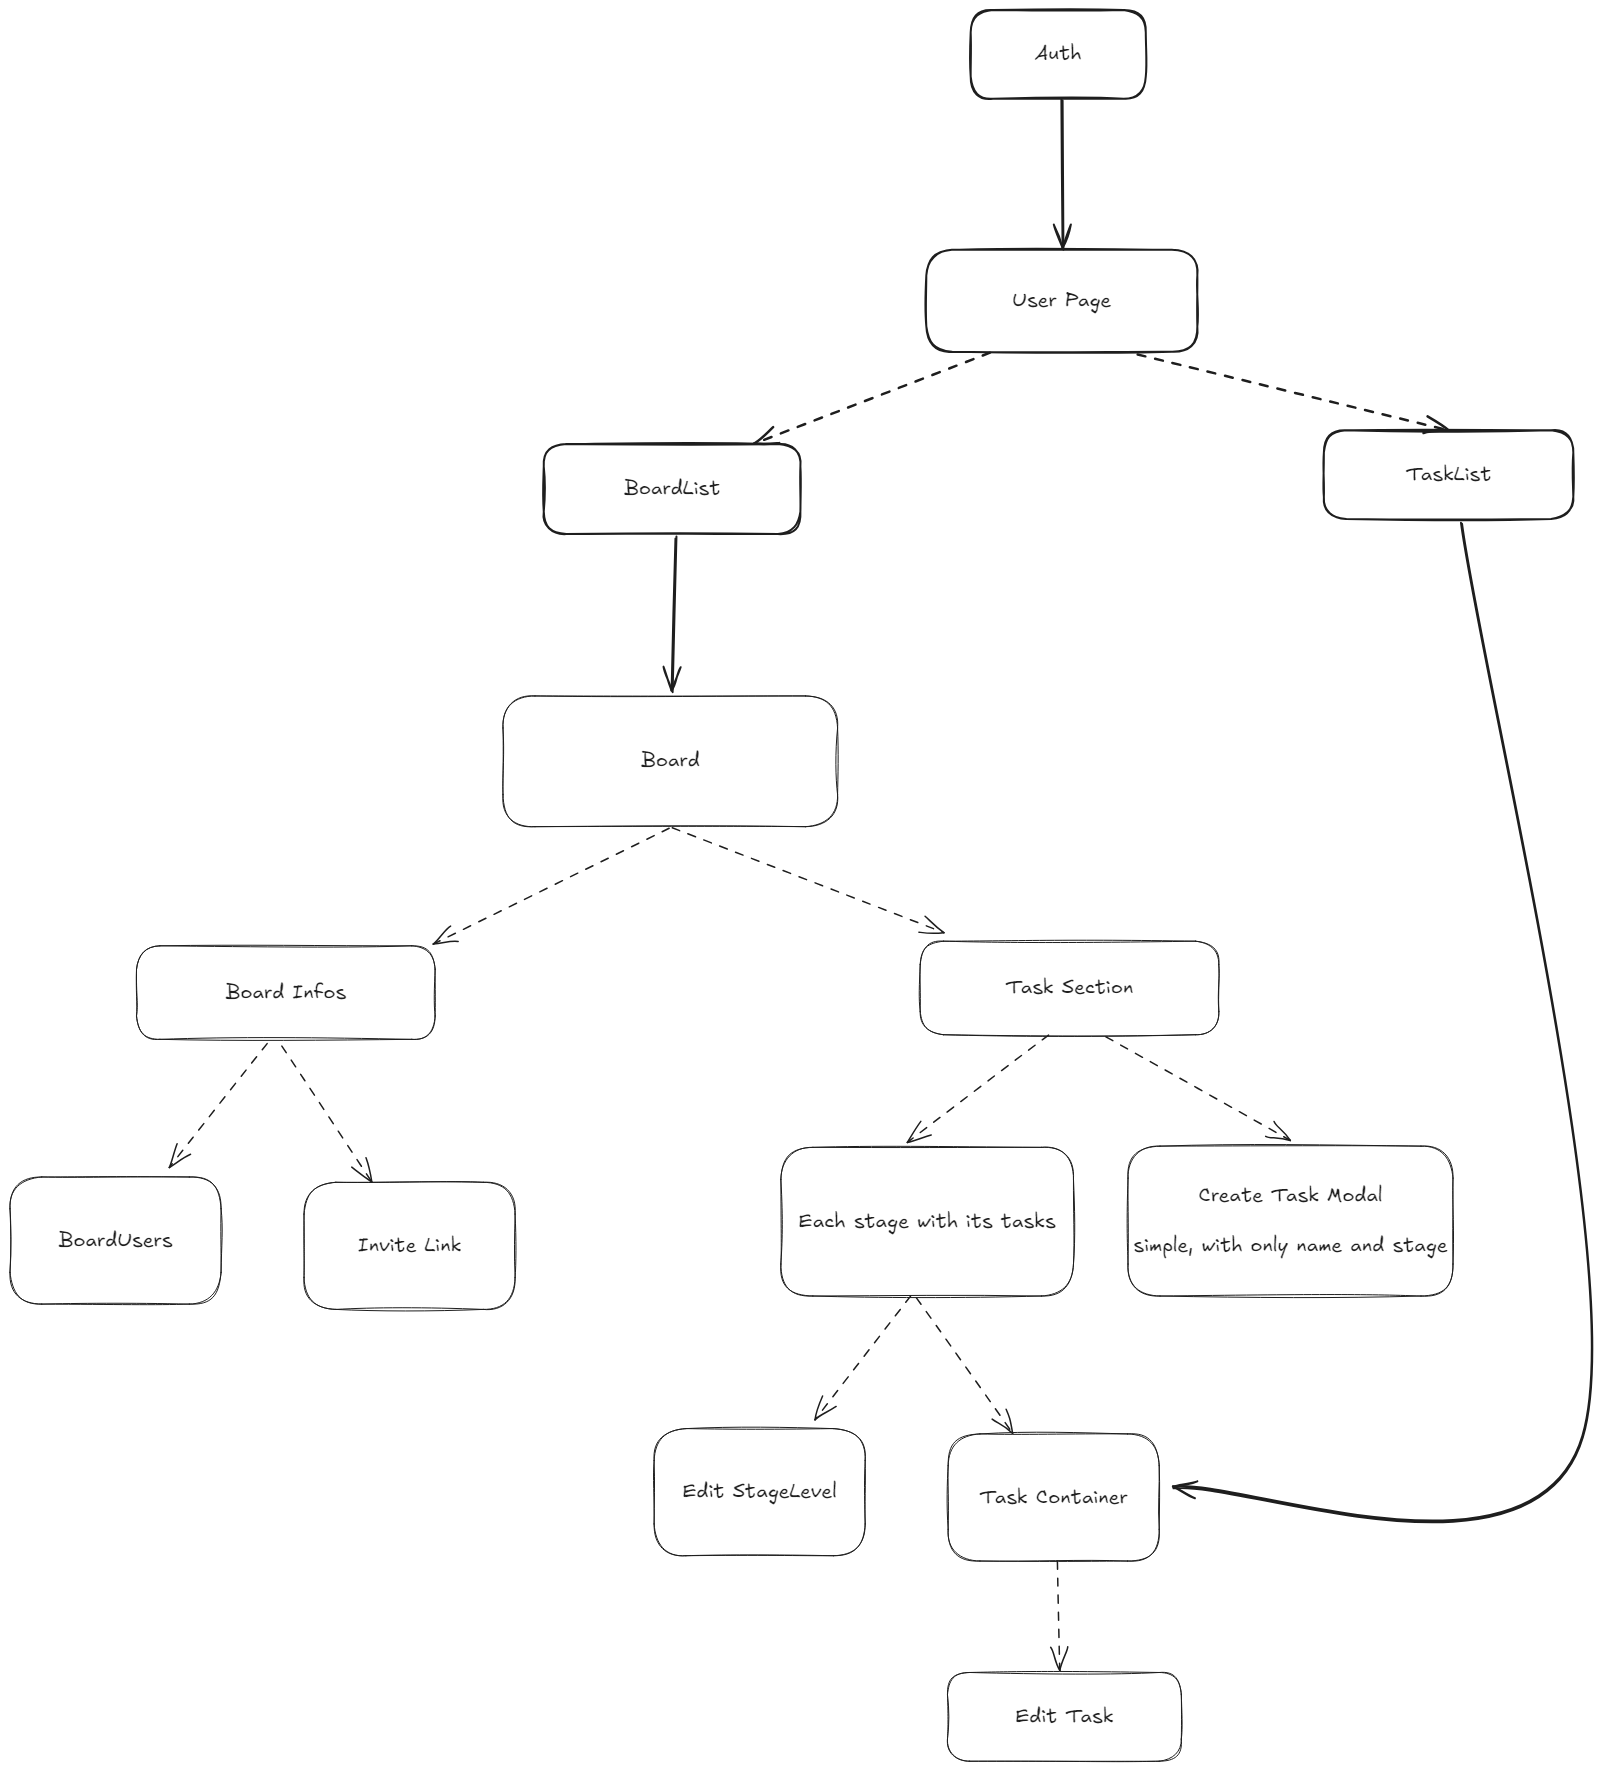 Auth
User Page
BoardList
TaskList
Board
Board Infos
Task Section
BoardUsers
Invite Link
Each stage with its tasks
Create Task Modal
simple, with only name and stage
Edit StageLevel
Task Container
Edit Task